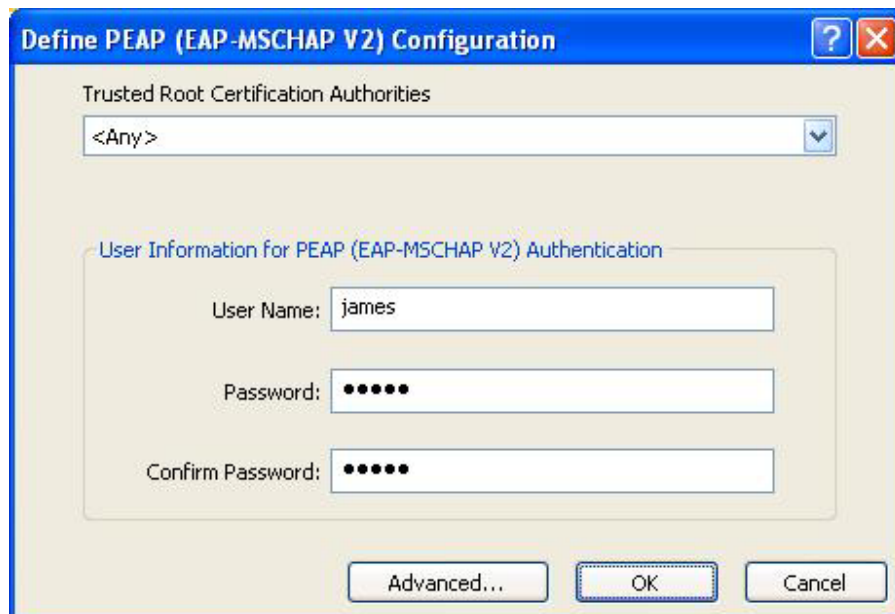 Define PEAP (EAP-MSCHAP V2) Configuration
Trusted Root Certification Authorities
<Any>
User Information for PEAP (EAP-MSCHAP V2) Authentication
User Name: james
Password: •••••
Confirm Password: •••••
Advanced... OK Cancel